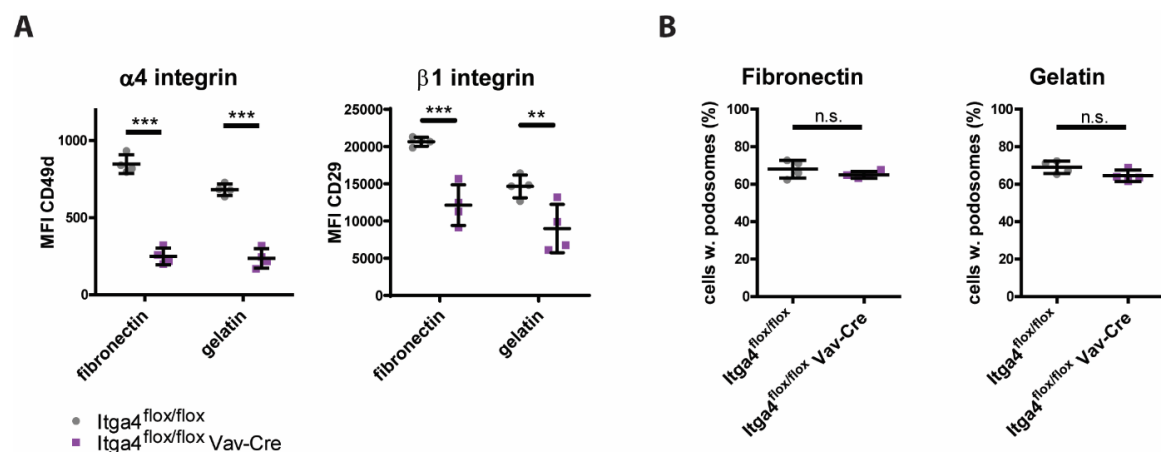 A
B
α4 integrin
MFI CD49d
1000
500
0
***
***
fibronectin
gelatin
β1 integrin
MFI CD29
25000
20000
15000
10000
5000
0
***
**
fibronectin
gelatin
Itga4flox/flox
Itga4flox/flox Vav-Cre
Fibronectin
cells w. podosomes (%)
100
80
60
40
20
0
n.s.
Itga4flox/flox
Itga4flox/flox Vav-Cre
Gelatin
cells w. podosomes (%)
100
80
60
40
20
0
n.s.
Itga4flox/flox
Itga4flox/flox Vav-Cre